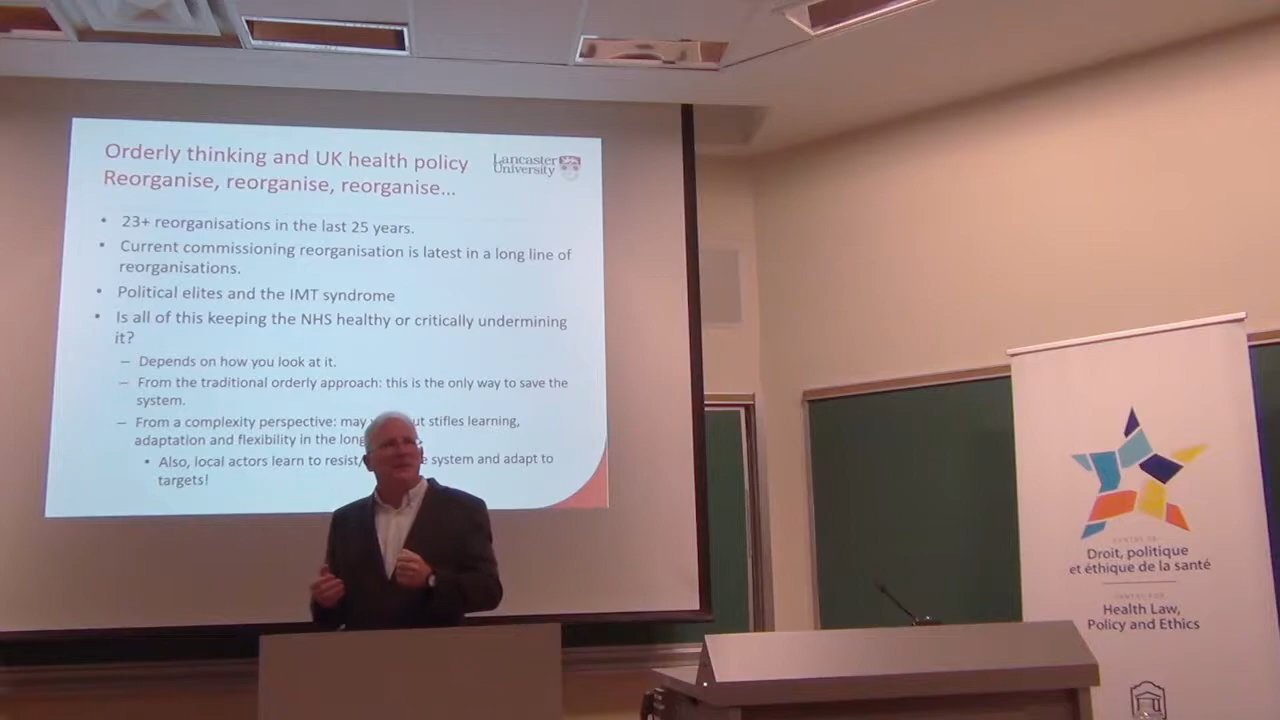 Orderly thinking and UK health policy
Reorganise, reorganise, reorganise...
Lancaster
University
• 23+ reorganisations in the last 25 years.
• Current commissioning reorganisation is latest in a long line of
reorganisations.
• Political elites and the IMT syndrome
• Is all of this keeping the NHS healthy or critically undermining
it?
– Depends on how you look at it.
– From the traditional orderly approach: this is the only way to save the
system.
– From a complexity perspective: may stifles learning,
adaptation and flexibility in the long
• Also, local actors learn to resist/ system and adapt to
targets!
CENTRE DE
Droit, politique
et éthique de la santé
CENTRE FOR
Health Law,
Policy and Ethics